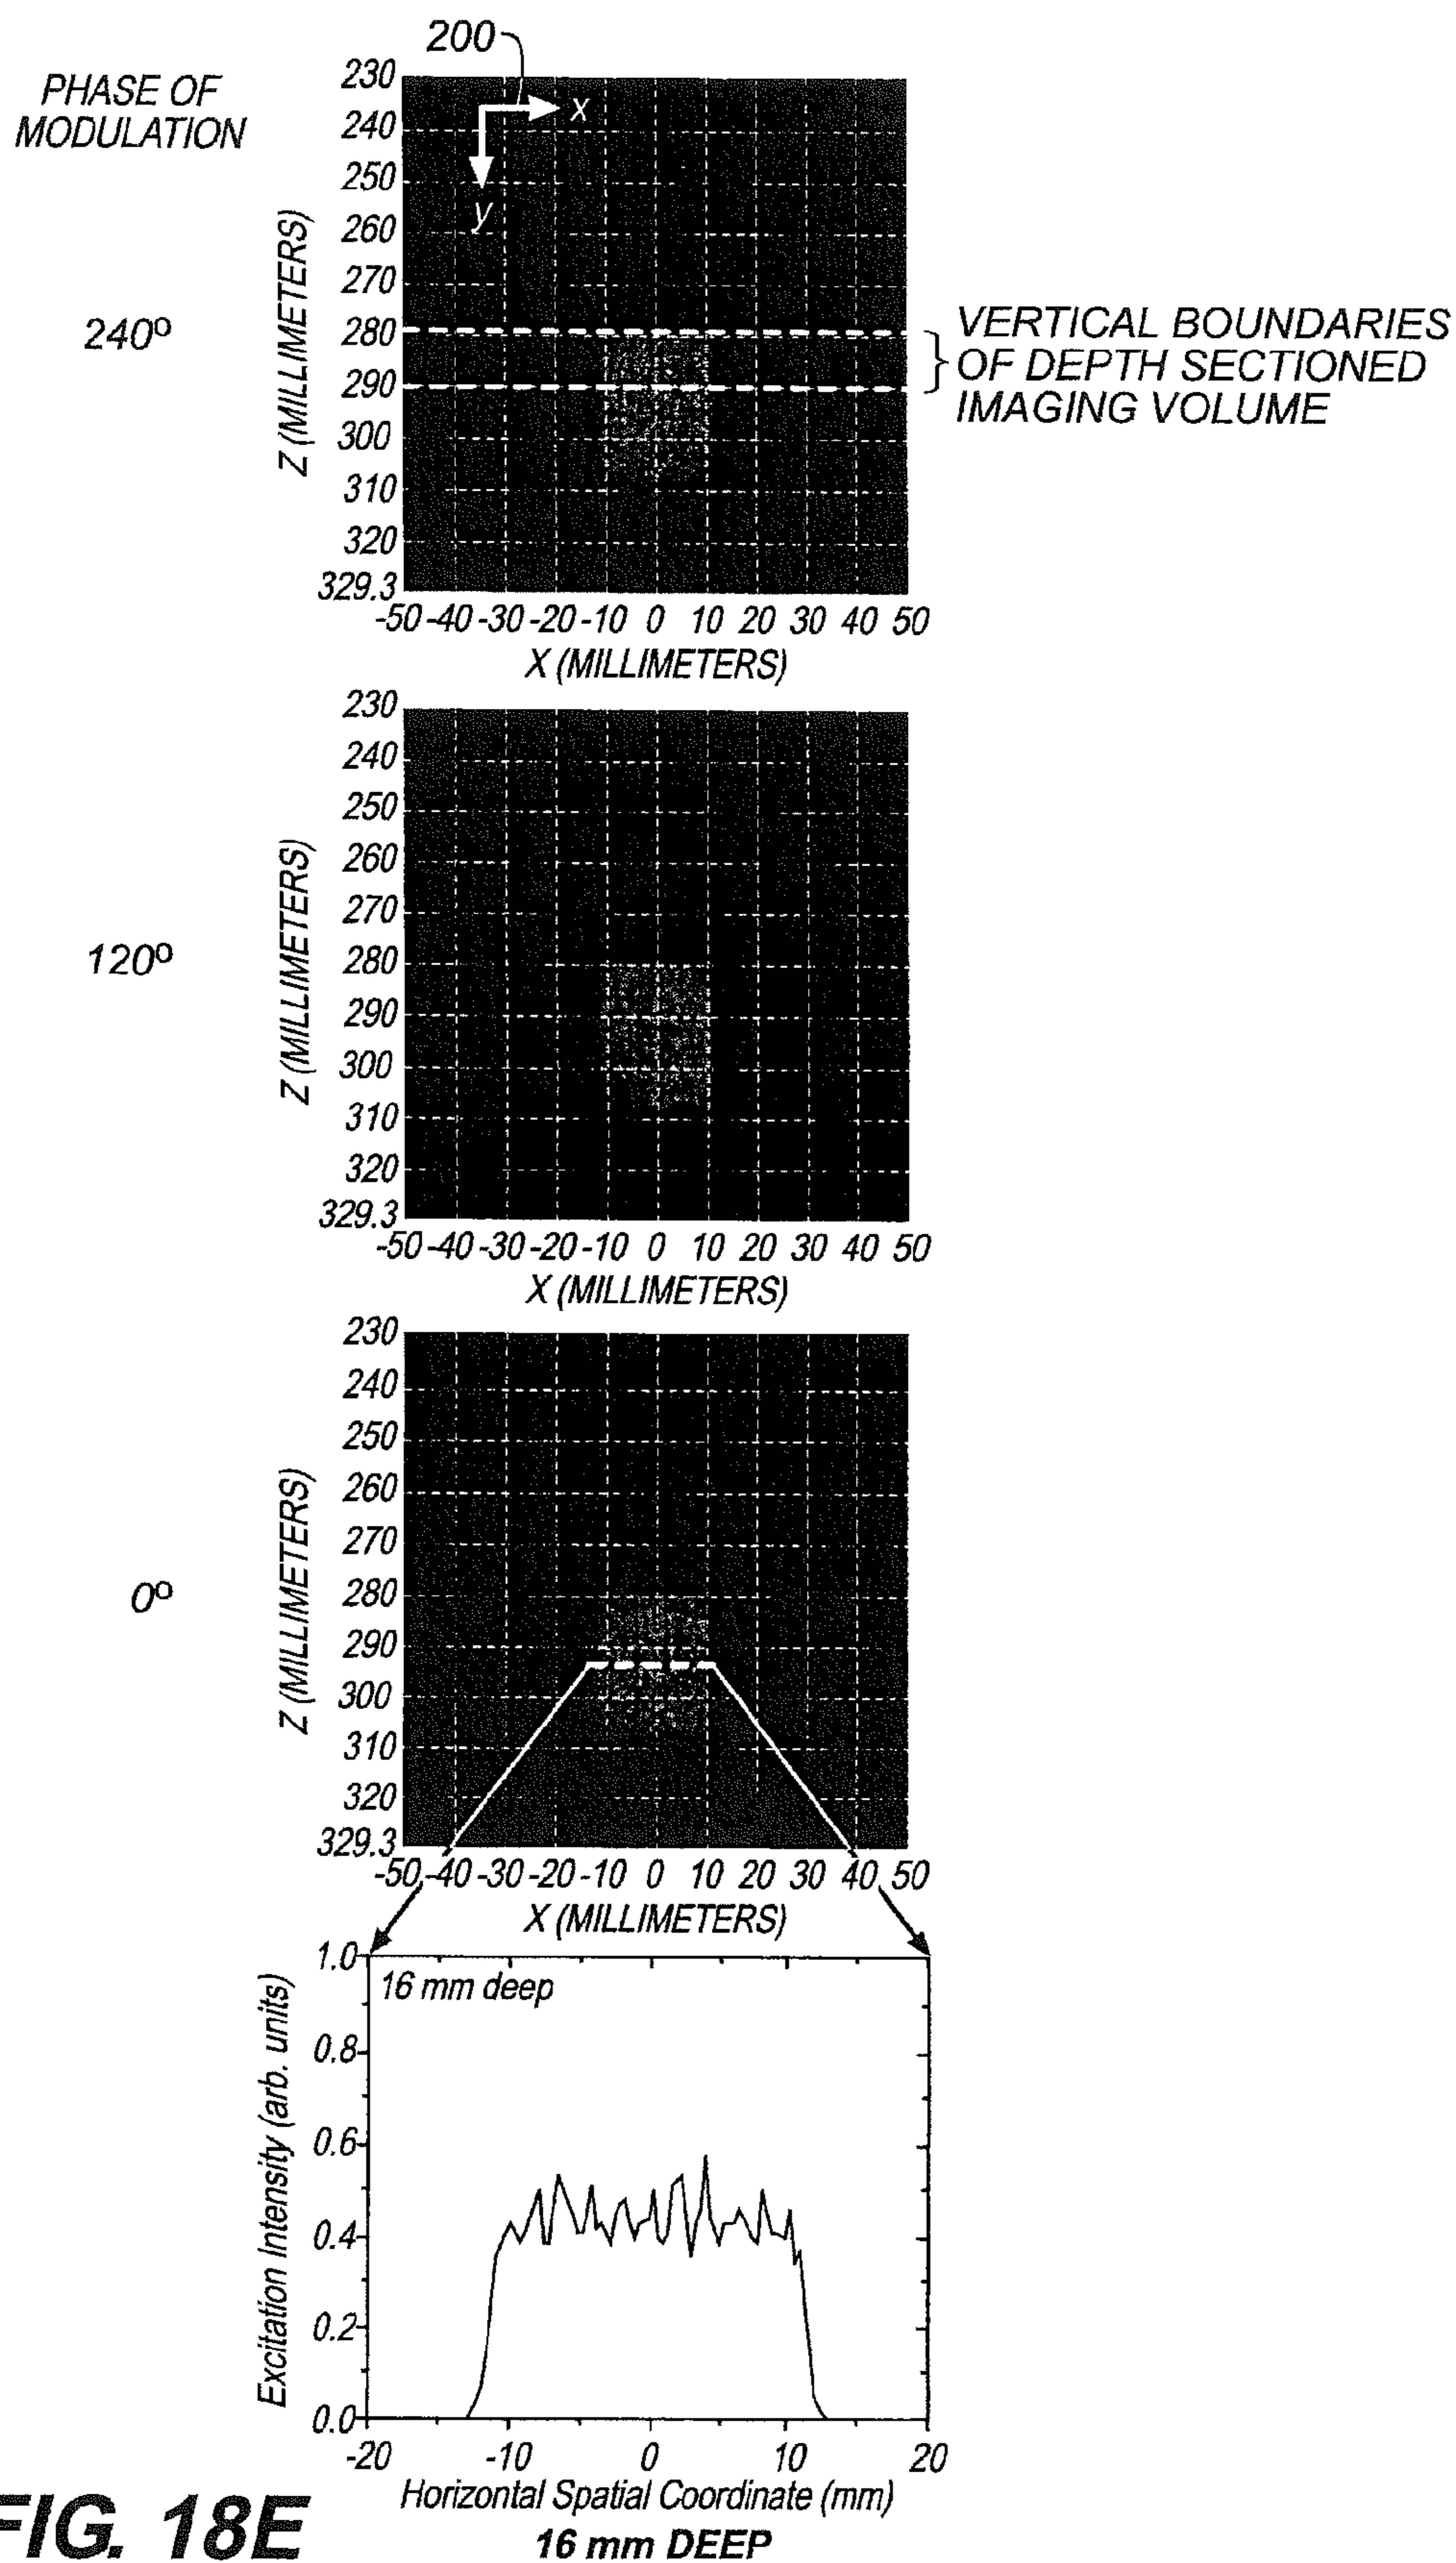 200
PHASE OF
MODULATION
230
240
250
260
270
280
290
300
310
320
329.3
x
y
Z (MILLIMETERS)
240º
VERTICAL BOUNDARIES
OF DEPTH SECTIONED
IMAGING VOLUME
-50 -40 -30 -20 -10 0 10 20 30 40 50
X (MILLIMETERS)
230
240
250
260
270
280
290
300
310
320
329.3
Z (MILLIMETERS)
120º
-50 -40 -30 -20 -10 0 10 20 30 40 50
X (MILLIMETERS)
230
240
250
260
270
280
290
300
310
320
329.3
Z (MILLIMETERS)
0º
-50 -40 -30 -20 -10 0 10 20 30 40 50
X (MILLIMETERS)
1.0
0.8
0.6
0.4
0.2
0.0
16 mm deep
Excitation Intensity (arb. units)
-20 -10 0 10 20
Horizontal Spatial Coordinate (mm)
16 mm DEEP
FIG. 18E